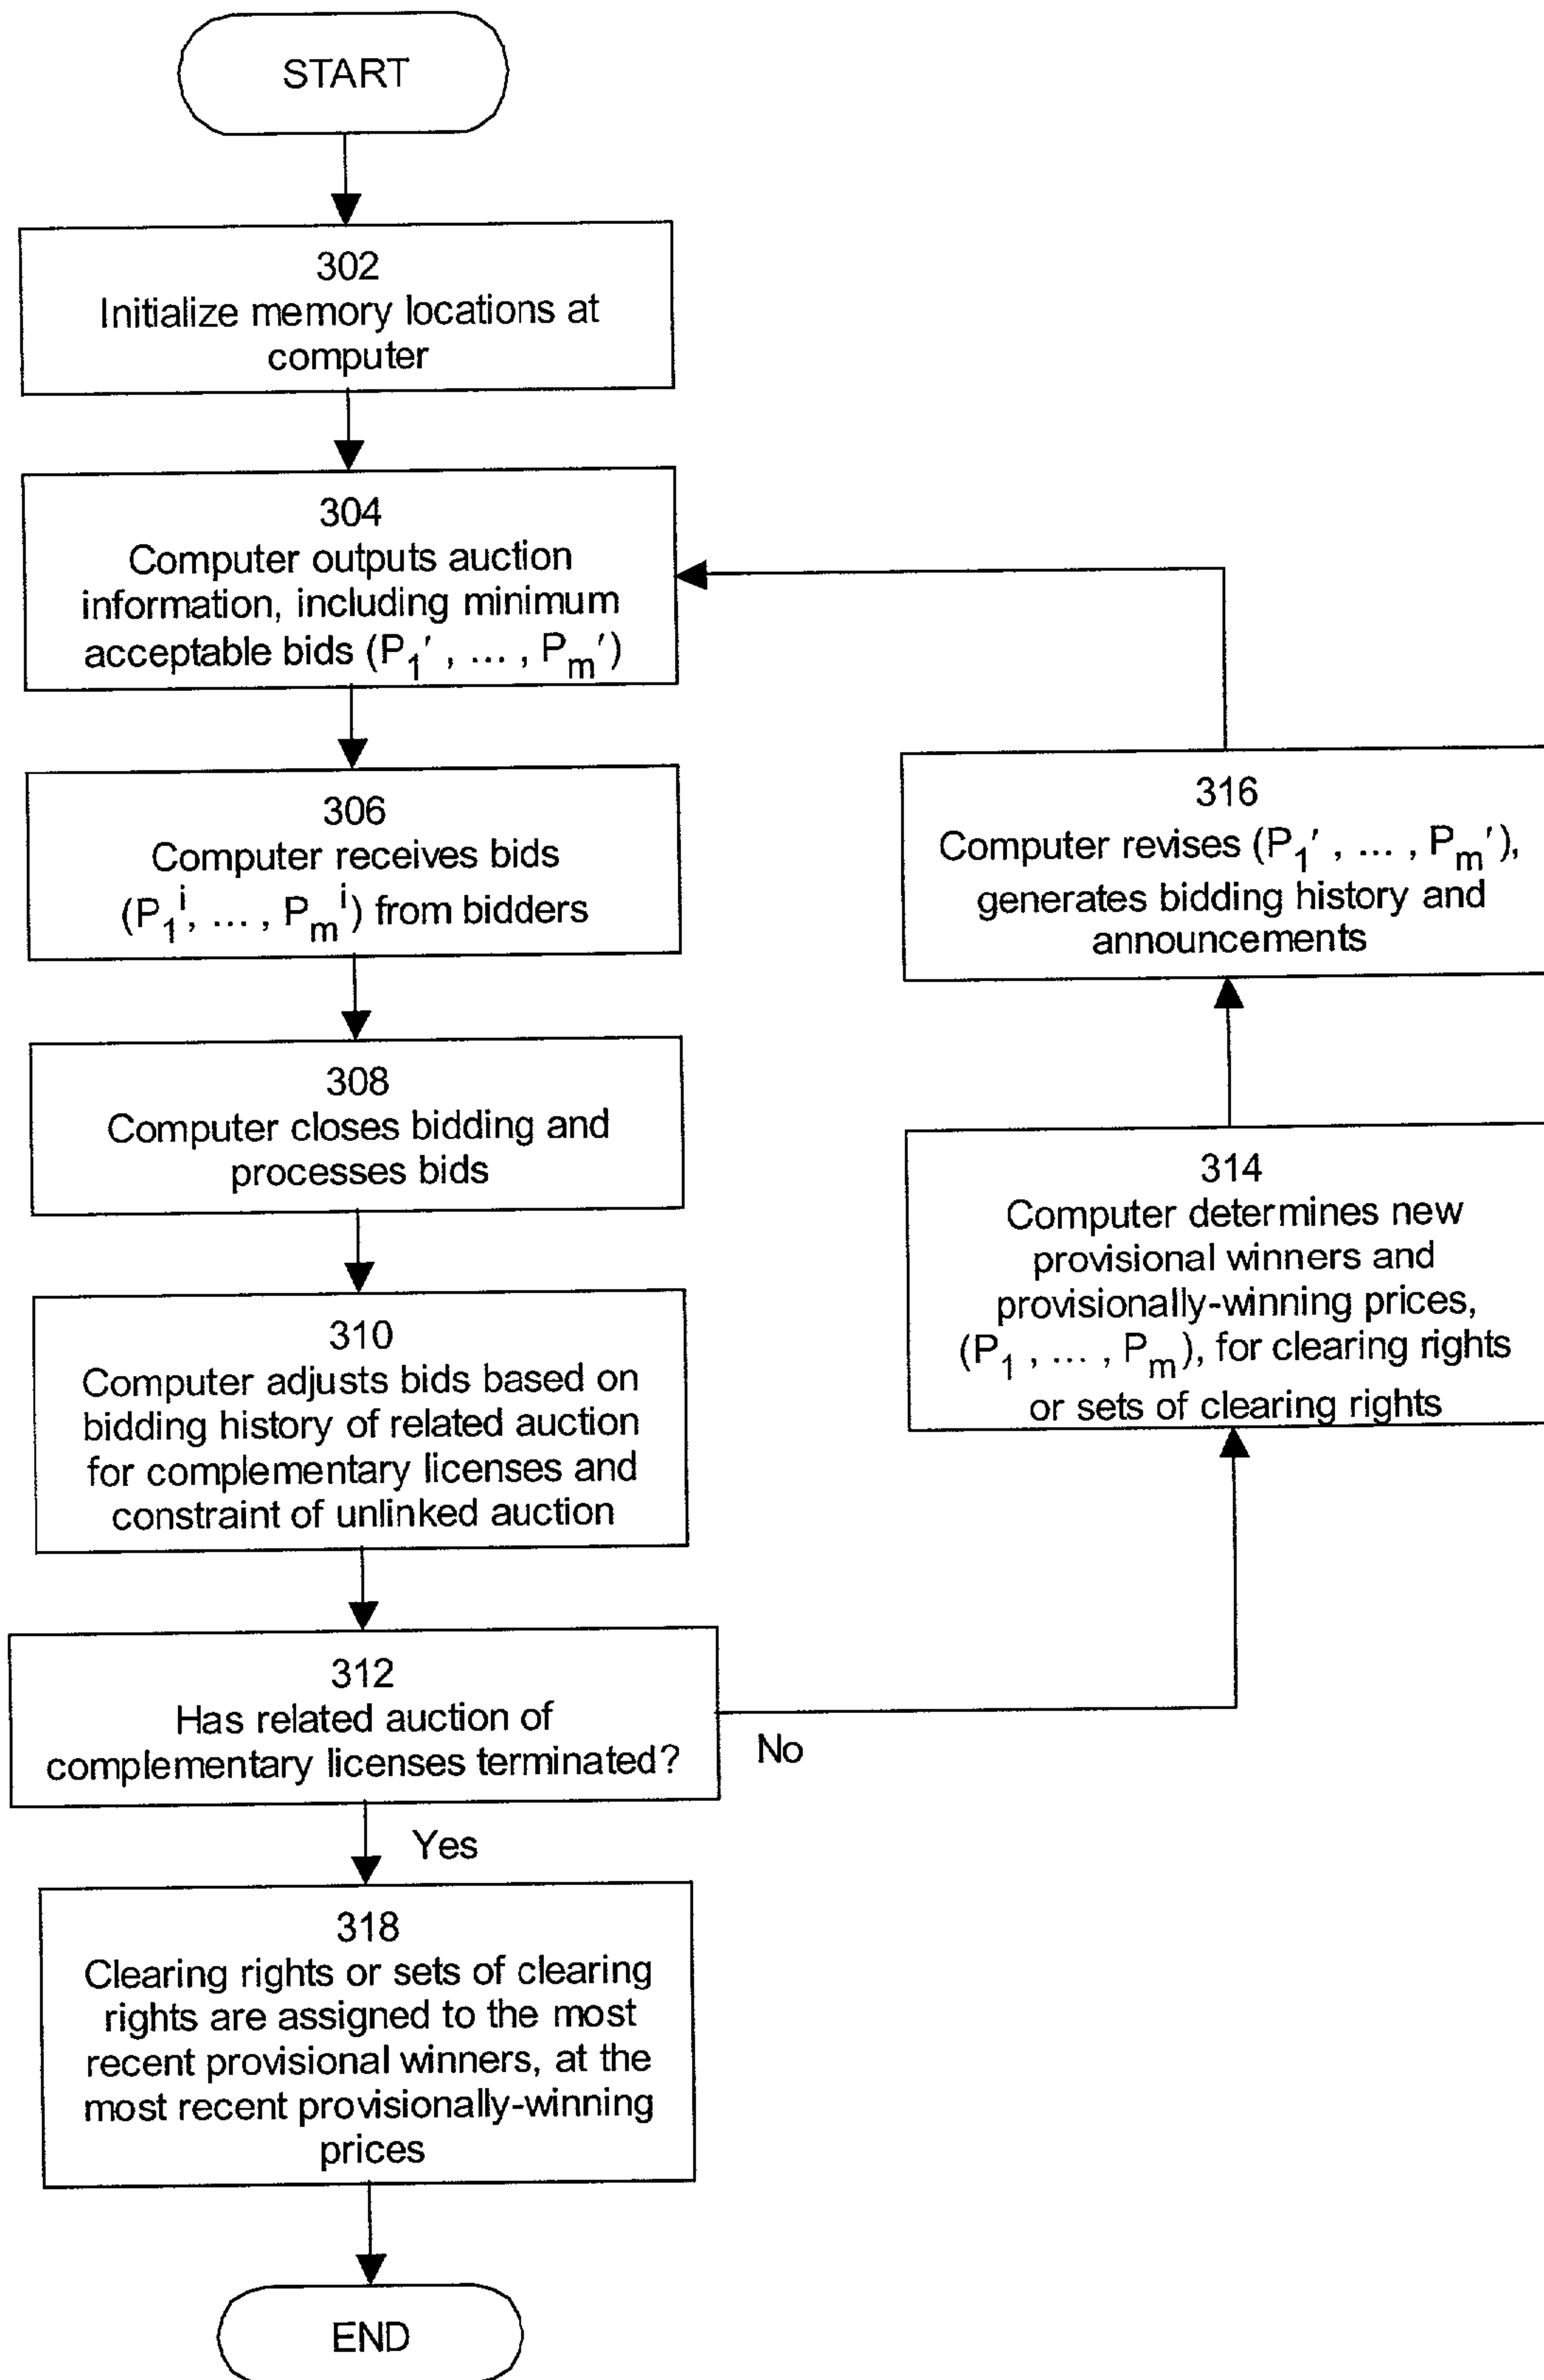 START
302
Initialize memory locations at
computer
304
Computer outputs auction
information, including minimum
acceptable bids (P₁′ , ... , Pₘ′)
306
Computer receives bids
(P₁ⁱ, ... , Pₘⁱ) from bidders
308
Computer closes bidding and
processes bids
310
Computer adjusts bids based on
bidding history of related auction
for complementary licenses and
constraint of unlinked auction
312
Has related auction of
complementary licenses terminated?
No
Yes
314
Computer determines new
provisional winners and
provisionally-winning prices,
(P₁ , ... , Pₘ), for clearing rights
or sets of clearing rights
316
Computer revises (P₁′ , ... , Pₘ′),
generates bidding history and
announcements
318
Clearing rights or sets of clearing
rights are assigned to the most
recent provisional winners, at the
most recent provisionally-winning
prices
END